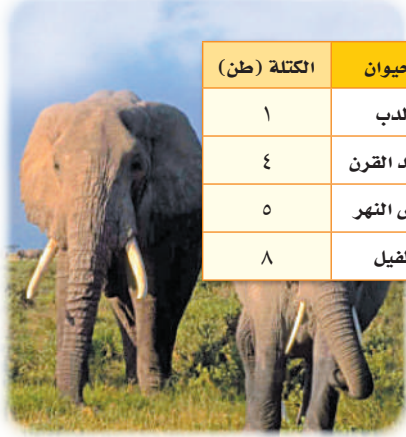 حيوان الكتلة (طن)
لدب ١
د القرن ٤
النهر ٥
لفيل ٨